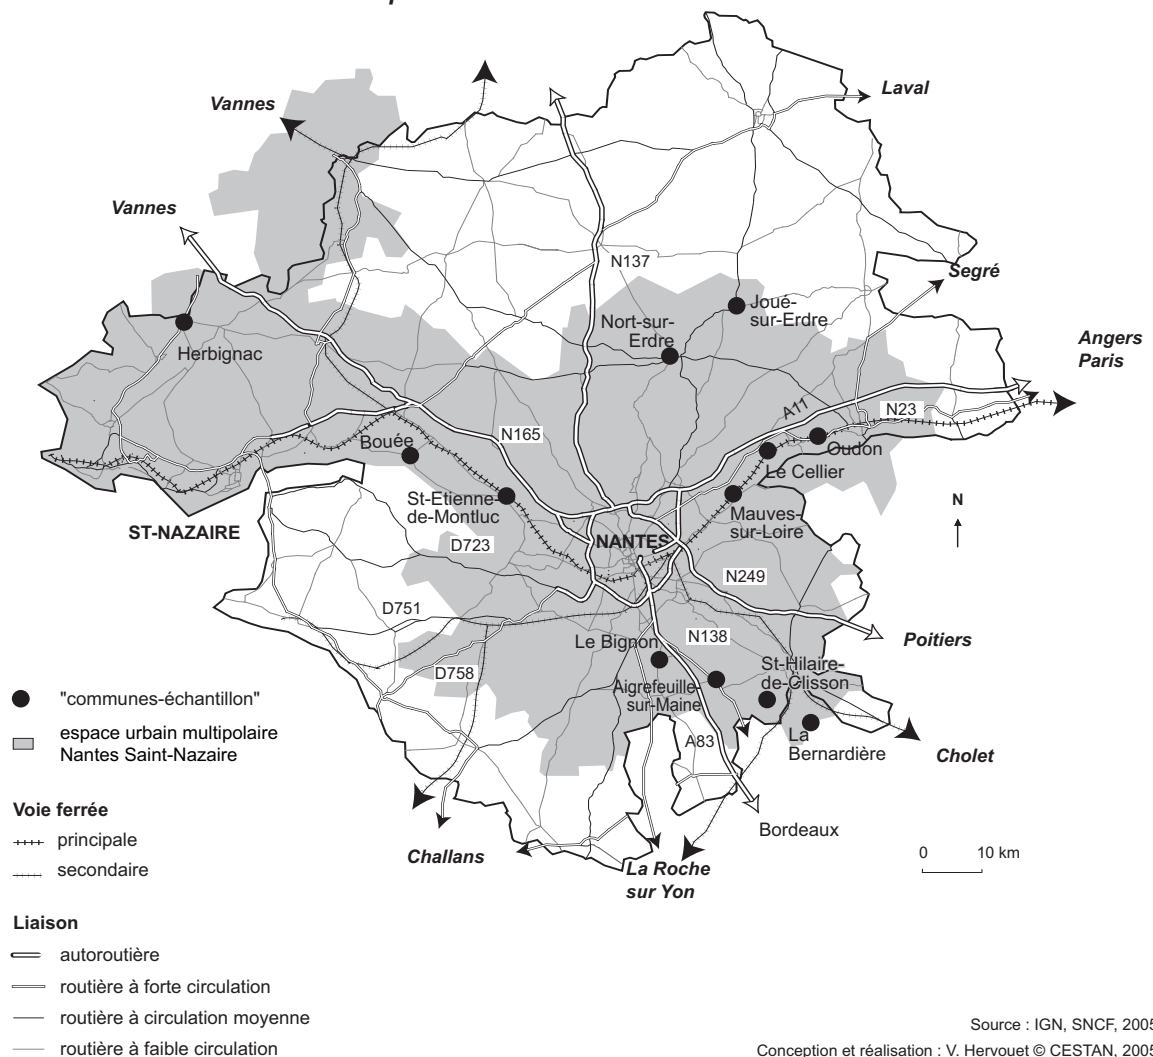 Vannes
Laval
Vannes
Segré
N137
Joué-
sur-Erdre
Nort-sur-
Erdre
Angers
Paris
Herbignac
A11
N23
N165
Bouée
Oudon
Le Cellier
St-Etienne-
de-Montluc
Mauves-
sur-Loire
N
ST-NAZAIRE
NANTES
D723
N249
D751
Le Bignon
N138
Poitiers
St-Hilaire-
de-Clisson
D758
Aigrefeuille-
sur-Maine
"communes-échantillon"
espace urbain multipolaire
Nantes Saint-Nazaire
A83
La
Bernardière
Cholet
Voie ferrée
principale
secondaire
Bordeaux
Challans
La Roche
sur Yon
0 10 km
Liaison
autoroutière
routière à forte circulation
routière à circulation moyenne
routière à faible circulation
Source : IGN, SNCF, 2005
Conception et réalisation : V. Hervouet © CESTAN, 2005